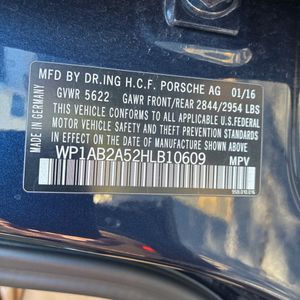 MFD BY DR.ING H.C.F. PORSCHE AG 01/16
GVWR 5622 GAWR FRONT/REAR 2844/2954 LBS
THIS VEHICLE CONFORMS TO ALL APPLICABLE U.S.FEDERAL
SAFETY, BUMPER AND THEFT PREVENTION STANDARDS IN
EFFECT ON THE DATE OF MANUFACTURE SHOWN ABOVE.
WP1AB2A52HLB10609 MPV
MADE IN GERMANY